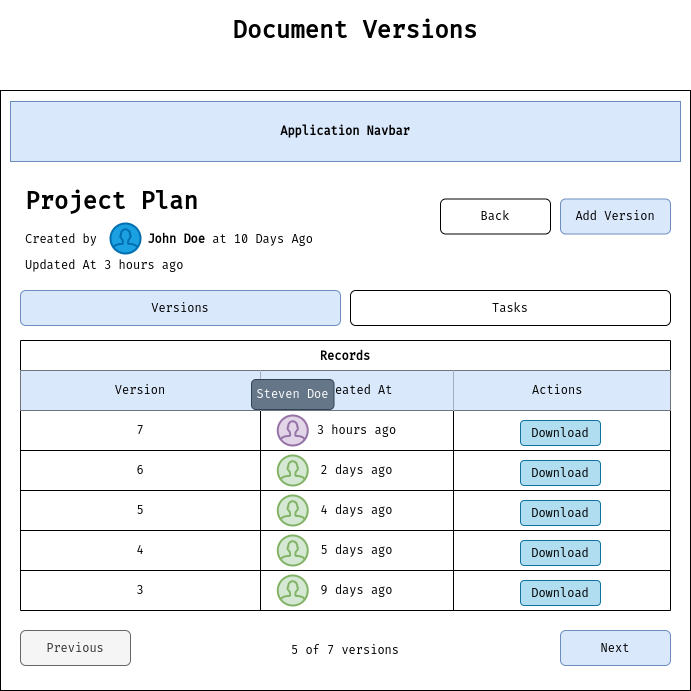 Document Versions
Application Navbar
Project Plan
Back
Add Version
Created by John Doe at 10 Days Ago
Updated At 3 hours ago
Versions
Tasks
Records
Version
Steven Doe
eated At
Actions
7 3 hours ago Download
6 2 days ago Download
5 4 days ago Download
4 5 days ago Download
3 9 days ago Download
Previous
5 of 7 versions
Next